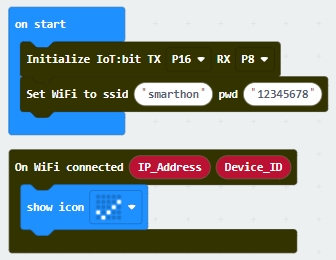 on start
Initialize IoT:bit TX P16 RX P8
Set WiFi to ssid "smarthon" pwd "12345678"
On WiFi connected IP_Address Device_ID
show icon